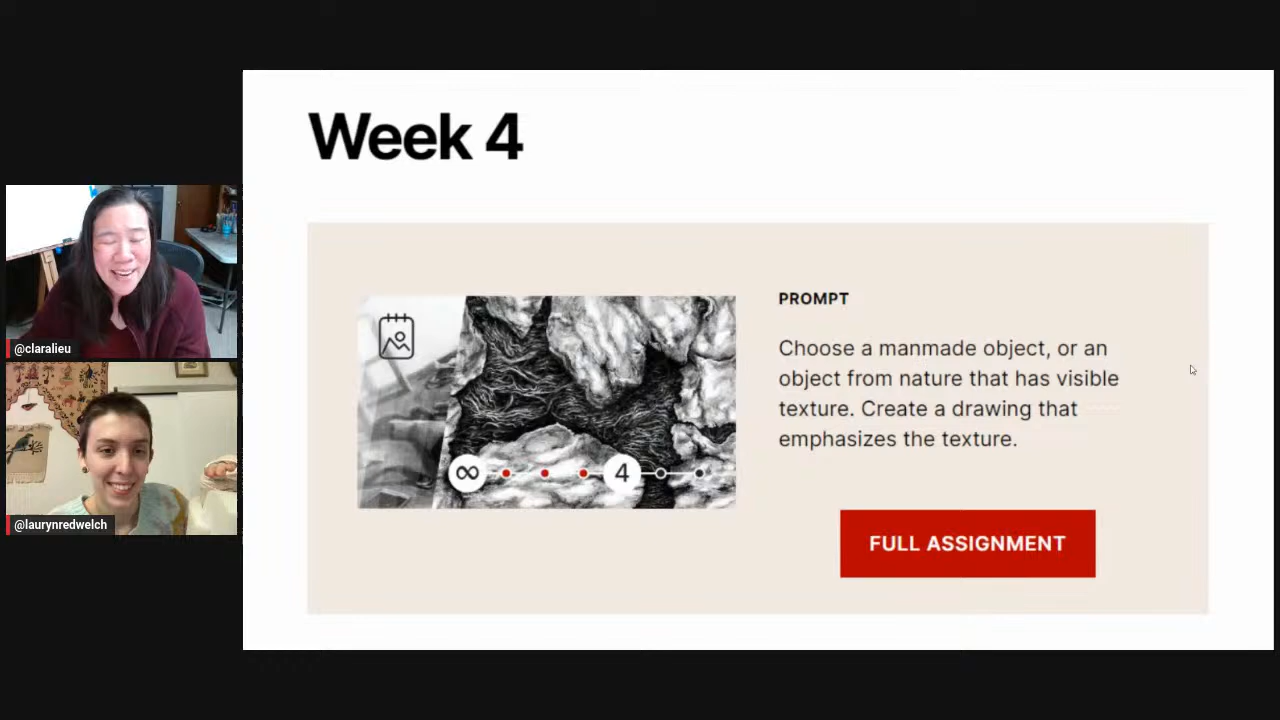 Week 4
@claralieu
@laurynredwelch
4
PROMPT
Choose a manmade object, or an
object from nature that has visible
texture. Create a drawing that
emphasizes the texture.
FULL ASSIGNMENT